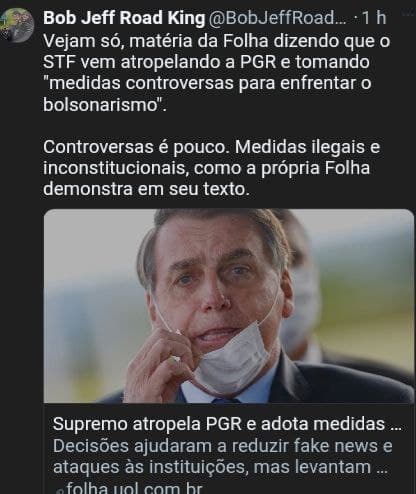 Bob Jeff Road King @BobJeffRoad... · 1 h
Vejam só, matéria da Folha dizendo que o
STF vem atropelando a PGR e tomando
"medidas controversas para enfrentar o
bolsonarismo".
Controversas é pouco. Medidas ilegais e
inconstitucionais, como a própria Folha
demonstra em seu texto.
Supremo atropela PGR e adota medidas ...
Decisões ajudaram a reduzir fake news e
ataques às instituições, mas levantam ...
folha.uol.com.br